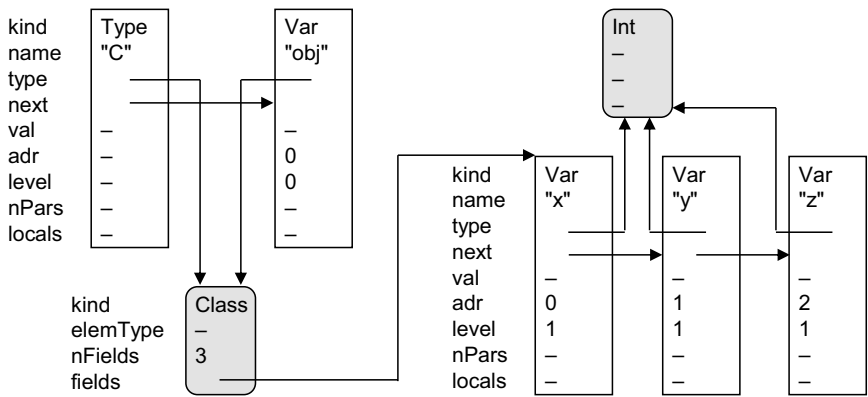 kind Type Var Int
name "C" "obj" –
type –
next –
val – –
adr – 0
level – 0
nPars – –
locals – –
kind Var Var Var
name "x" "y" "z"
type
next
val – – –
adr 0 1 2
level 1 1 1
nPars – – –
locals – – –
kind Class
elemType –
nFields 3
fields